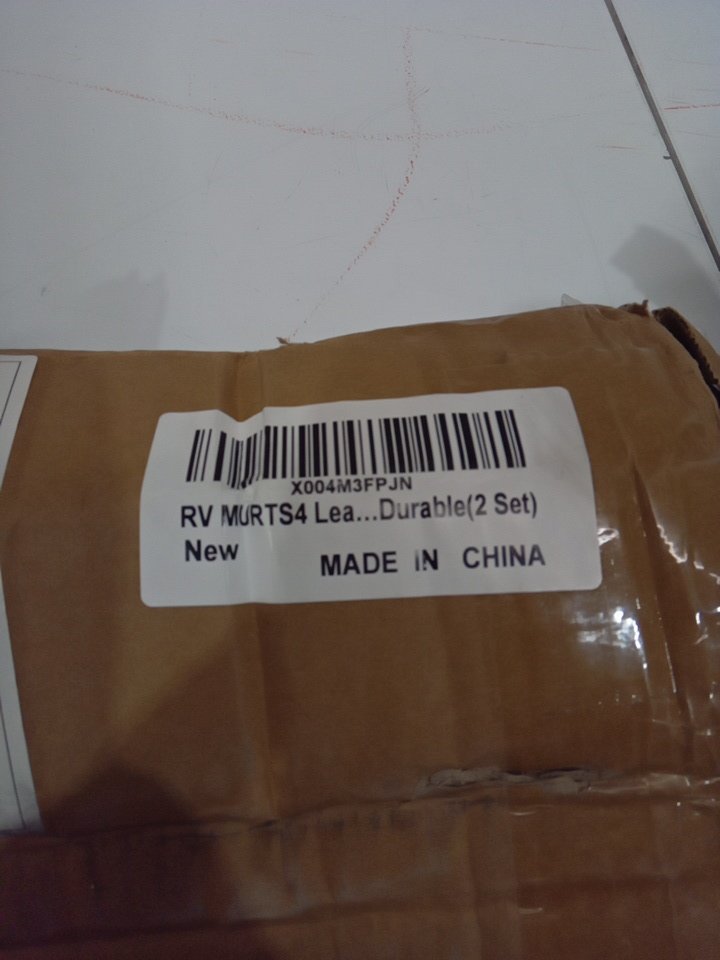 X004M3FPJN
RV MURTS4 Lea...Durable(2 Set)
New
MADE IN CHINA